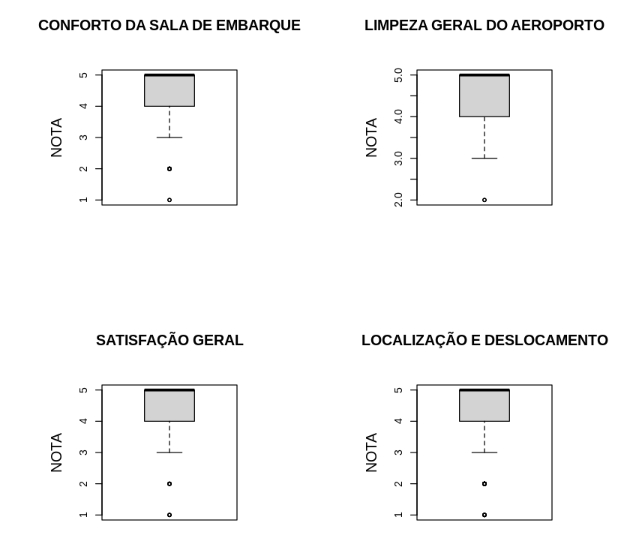 CONFORTO DA SALA DE EMBARQUE
NOTA
5
4
3
2
1
LIMPEZA GERAL DO AEROPORTO
NOTA
5.0
4.0
3.0
2.0
SATISFAÇÃO GERAL
NOTA
5
4
3
2
1
LOCALIZAÇÃO E DESLOCAMENTO
NOTA
5
4
3
2
1